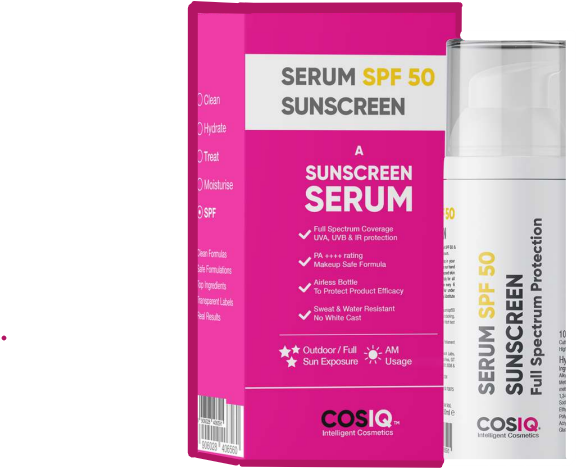 SERUM SPF 50
SUNSCREEN
A
SUNSCREEN
SERUM
Full Spectrum Coverage
UVA, UVB & IR protection
PA ++++ rating
Makeup Safe Formula
Airless Bottle
To Protect Product Efficacy
Sweat & Water Resistant
No White Cast
Outdoor / Full
Sun Exposure
AM
Usage
COSIQ™
Intelligent Cosmetics
Clean
Hydrate
Treat
Moisturise
SPF
Clean Formulas
Safe Formulations
Top Ingredients
Transparent Labels
Real Results
SERUM SPF 50
SUNSCREEN
Full Spectrum Protection
COSIQ
Intelligent Cosmetics
50